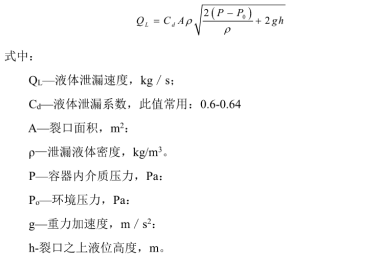 Q_L = C_d Aρ√(2(P − P_0)/ρ + 2gh)
式中：
Q_L—液体泄漏速度，kg／s；
C_d—液体泄漏系数，此值常用：0.6-0.64
A—裂口面积，m²；
ρ—泄漏液体密度，kg/m³。
P—容器内介质压力，Pa；
P_o—环境压力，Pa；
g—重力加速度，m／s²；
h-裂口之上液位高度，m。